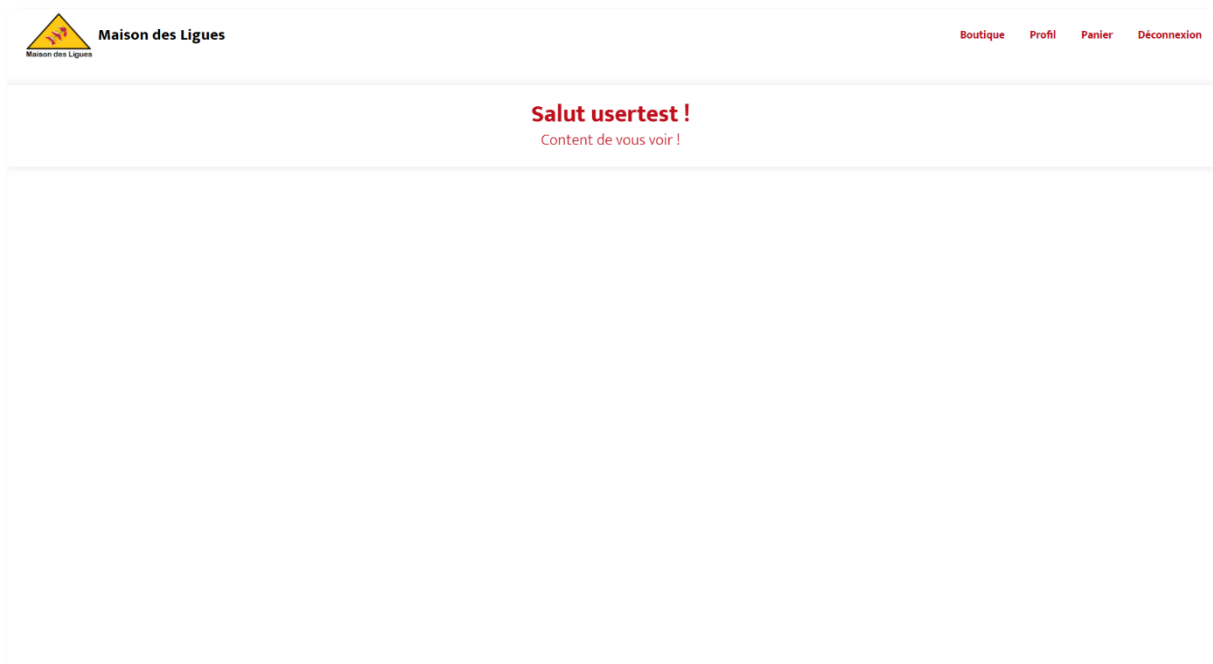 Maison des Ligues
Maison des Ligues
Boutique Profil Panier Déconnexion
Salut usertest !
Content de vous voir !